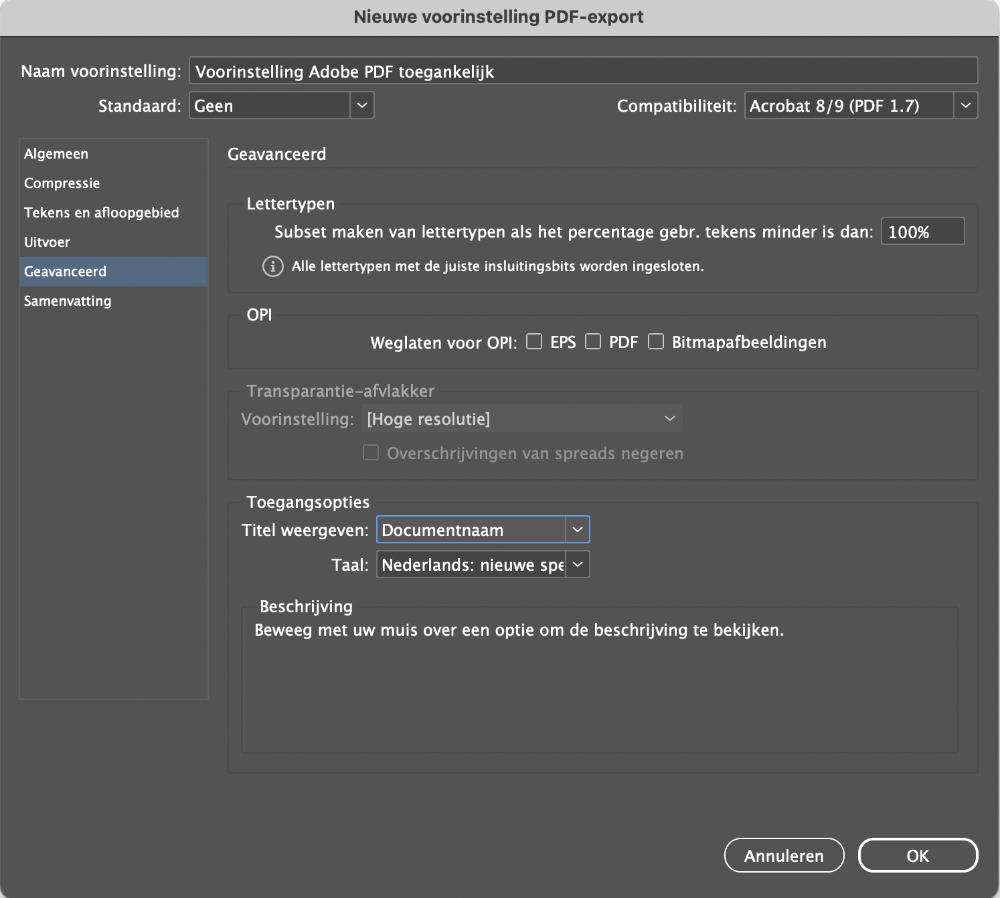 Nieuwe voorinstelling PDF-export
Naam voorinstelling: Voorinstelling Adobe PDF toegankelijk
Standaard: Geen
Compatibiliteit: Acrobat 8/9 (PDF 1.7)
Algemeen
Compressie
Tekens en afloopgebied
Uitvoer
Geavanceerd
Samenvatting
Geavanceerd
Lettertypen
Subset maken van lettertypen als het percentage gebr. tekens minder is dan: 100%
Alle lettertypen met de juiste insluitingsbits worden ingesloten.
OPI
Weglaten voor OPI: EPS PDF Bitmapafbeeldingen
Transparantie-afvlakker
Voorinstelling: [Hoge resolutie]
Overschrijvingen van spreads negeren
Toegangsopties
Titel weergeven: Documentnaam
Taal: Nederlands: nieuwe spe
Beschrijving
Beweeg met uw muis over een optie om de beschrijving te bekijken.
Annuleren
OK